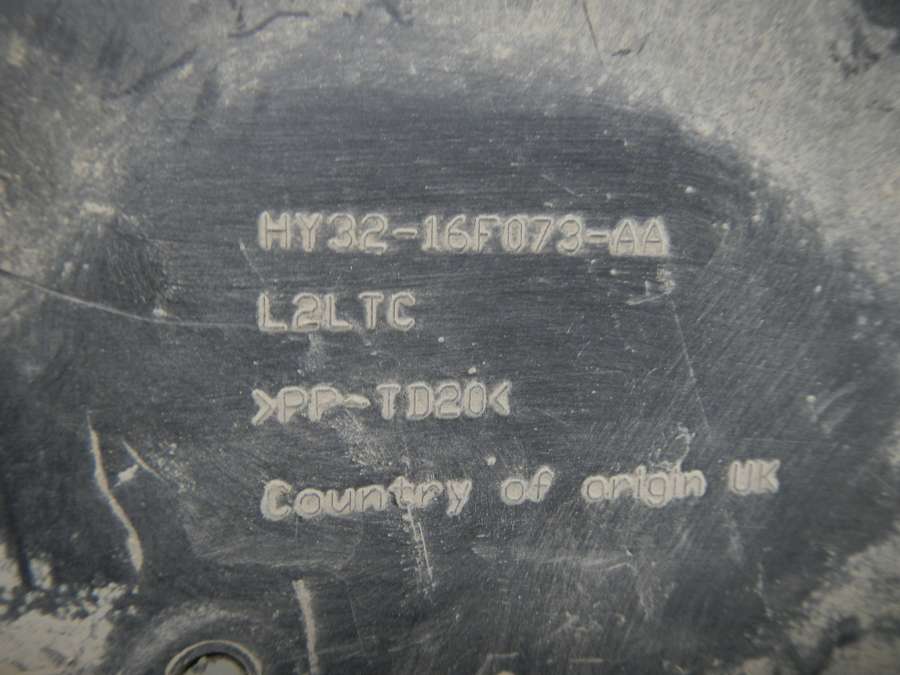 HY32-16F073-AA
L2LTC
>PP-TD20<
Country of origin UK